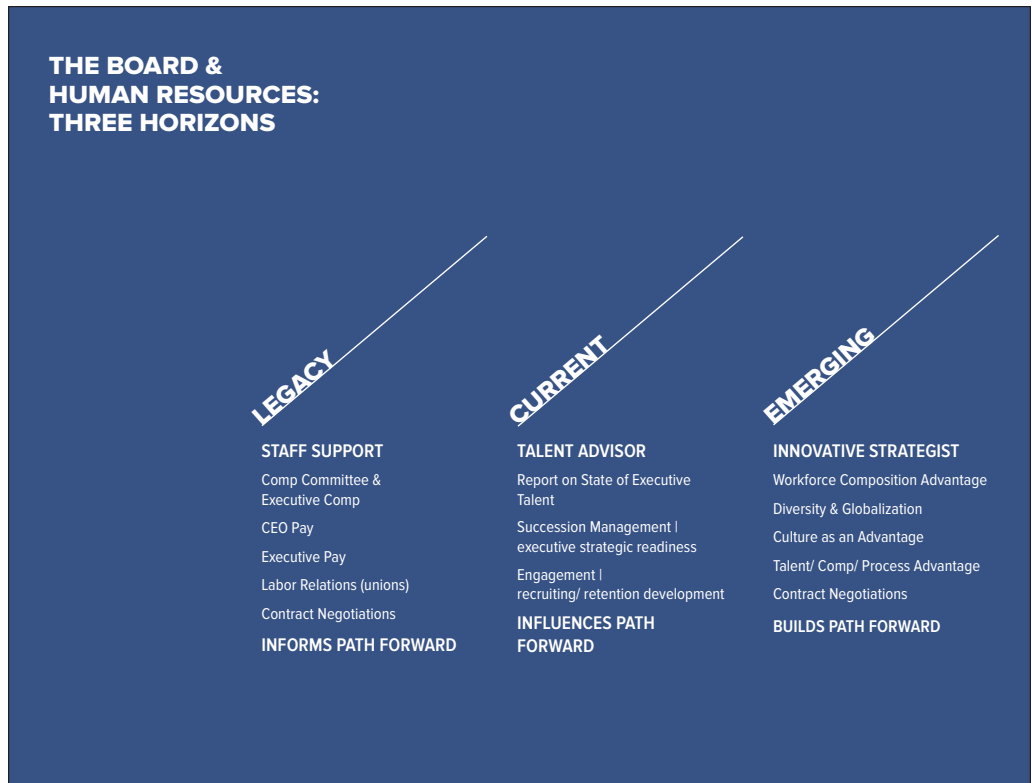 THE BOARD &
HUMAN RESOURCES:
THREE HORIZONS
LEGACY
STAFF SUPPORT
Comp Committee &
Executive Comp
CEO Pay
Executive Pay
Labor Relations (unions)
Contract Negotiations
INFORMS PATH FORWARD
CURRENT
TALENT ADVISOR
Report on State of Executive
Talent
Succession Management |
executive strategic readiness
Engagement |
recruiting/ retention development
INFLUENCES PATH
FORWARD
EMERGING
INNOVATIVE STRATEGIST
Workforce Composition Advantage
Diversity & Globalization
Culture as an Advantage
Talent/ Comp/ Process Advantage
Contract Negotiations
BUILDS PATH FORWARD